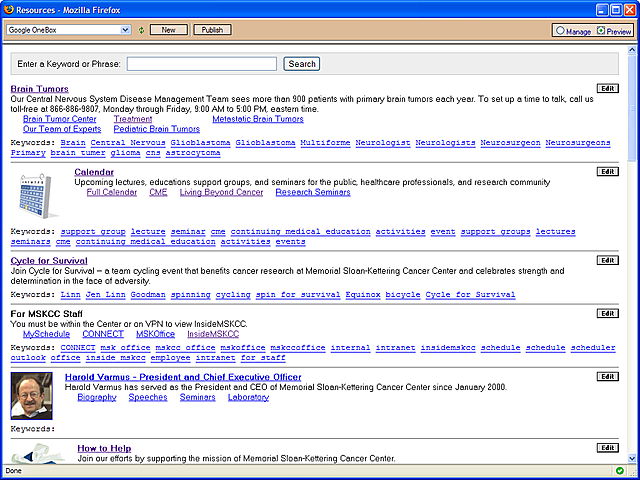 Resources - Mozilla Firefox
Google OneBox New Publish Manage Preview
Enter a Keyword or Phrase: Search
Brain Tumors Edit
Our Central Nervous System Disease Management Team sees more than 900 patients with primary brain tumors each year. To set up a time to talk, call us
toll-free at 866-886-9807, Monday through Friday, 9:00 AM to 5:00 PM, eastern time.
Brain Tumor Center Treatment Metastatic Brain Tumors
Our Team of Experts Pediatric Brain Tumors
Keywords: Brain Central Nervous Glioblastoma Glioblastoma Multiforme Neurologist Neurologists Neurosurgeon Neurosurgeons
Primary brain tumer glioma cns astrocytoma
Calendar Edit
Upcoming lectures, educations support groups, and seminars for the public, healthcare professionals, and research community
Full Calendar CME Living Beyond Cancer Research Seminars
Keywords: support group lecture seminar cme continuing medical education activities event support groups lectures
seminars cme continuing medical education activities events
Cycle for Survival Edit
Join Cycle for Survival – a team cycling event that benefits cancer research at Memorial Sloan-Kettering Cancer Center and celebrates strength and
determination in the face of adversity.
Keywords: Linn Jen Linn Goodman spinning cycling spin for survival Equinox bicycle Cycle for Survival
For MSKCC Staff Edit
You must be within the Center or on VPN to view InsideMSKCC.
MySchedule CONNECT MSKOffice InsideMSKCC
Keywords: CONNECT msk office msk office mskoffice mskccoffice internal intranet insidemskcc schedule schedule scheduler
outlook office inside mskcc employee intranet for staff
Harold Varmus - President and Chief Executive Officer Edit
Harold Varmus has served as the President and CEO of Memorial Sloan-Kettering Cancer Center since January 2000.
Biography Speeches Seminars Laboratory
Keywords:
How to Help Edit
Join our efforts by supporting the mission of Memorial Sloan-Kettering Cancer Center.
Done